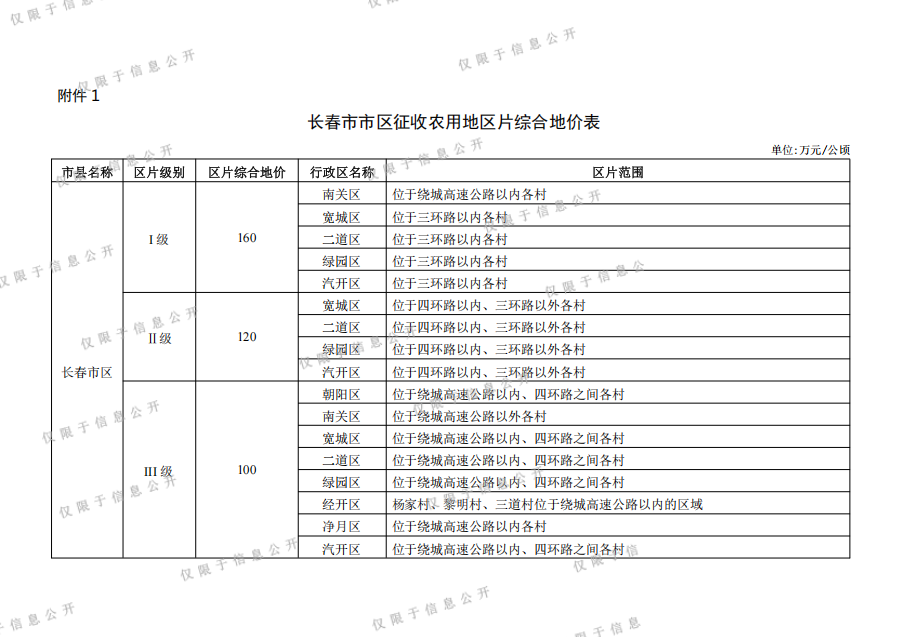 附件 1
长春市市区征收农用地区片综合地价表
单位:万元/公顷
市县名称 区片级别 区片综合地价 行政区名称 区片范围
长春市区 I 级 160 南关区 位于绕城高速公路以内各村
宽城区 位于三环路以内各村
二道区 位于三环路以内各村
绿园区 位于三环路以内各村
汽开区 位于三环路以内各村
II 级 120 宽城区 位于四环路以内、三环路以外各村
二道区 位于四环路以内、三环路以外各村
绿园区 位于四环路以内、三环路以外各村
汽开区 位于四环路以内、三环路以外各村
III 级 100 朝阳区 位于绕城高速公路以内、四环路之间各村
南关区 位于绕城高速公路以外各村
宽城区 位于绕城高速公路以内、四环路之间各村
二道区 位于绕城高速公路以内、四环路之间各村
绿园区 位于绕城高速公路以内、四环路之间各村
经开区 杨家村、黎明村、三道村位于绕城高速公路以内的区域
净月区 位于绕城高速公路以内各村
汽开区 位于绕城高速公路以内、四环路之间各村
仅限于信息公开